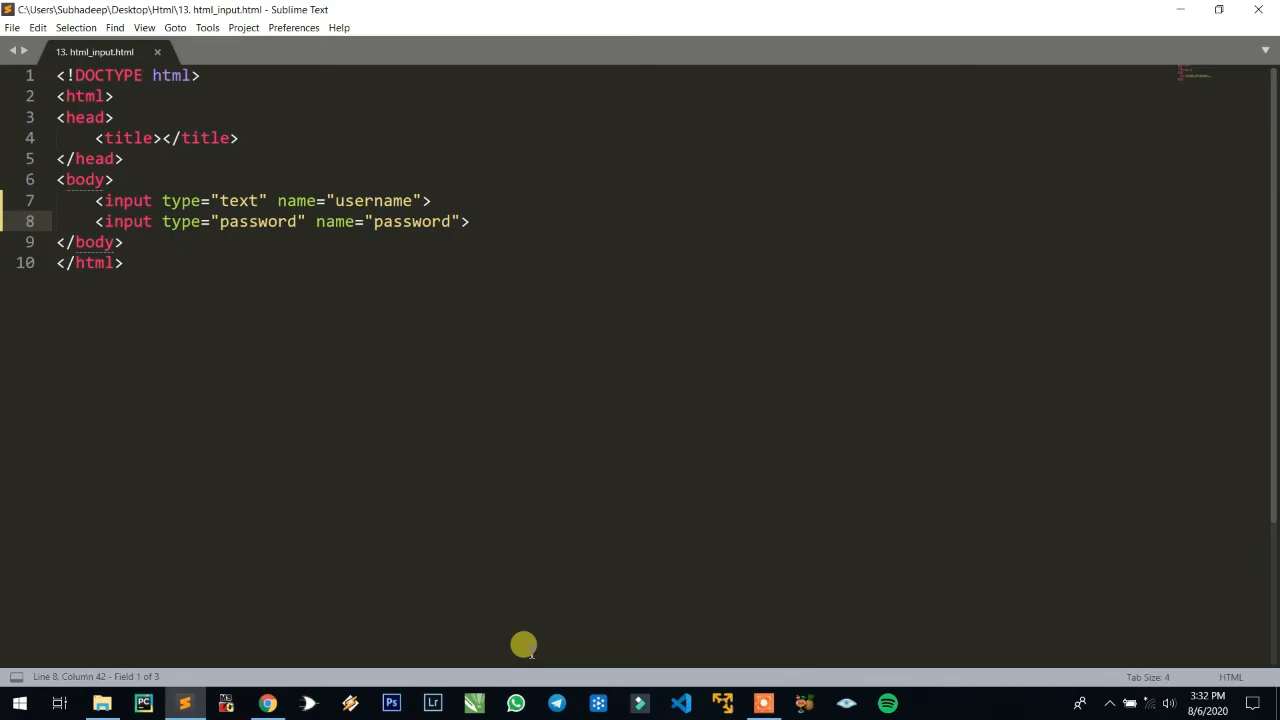 C:\Users\Subhadeep\Desktop\Html\13. html_input.html - Sublime Text
File Edit Selection Find View Goto Tools Project Preferences Help
13. html_input.html
1 <!DOCTYPE html>
2 <html>
3 <head>
4 <title></title>
5 </head>
6 <body>
7 <input type="text" name="username">
8 <input type="password" name="password">
9 </body>
10 </html>
Line 8, Column 42 - Field 1 of 3
Tab Size: 4
HTML
PC
Ps
Lr
3:32 PM
8/6/2020